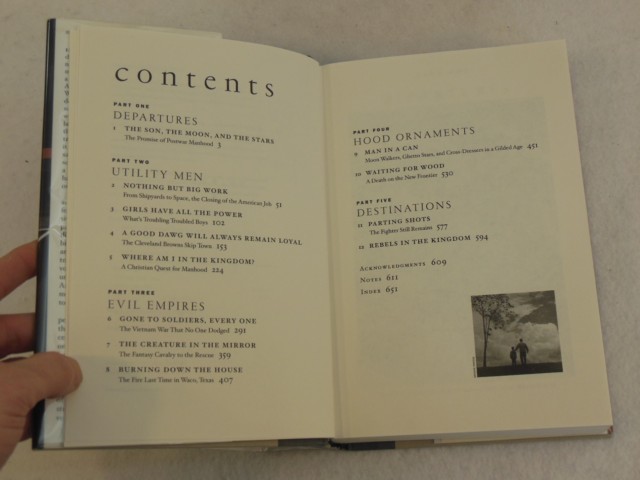 contents
PART ONE
DEPARTURES
1 THE SON, THE MOON, AND THE STARS
The Promise of Postwar Manhood 3
PART TWO
UTILITY MEN
2 NOTHING BUT BIG WORK
From Shipyards to Space, the Closing of the American Job 51
3 GIRLS HAVE ALL THE POWER
What's Troubling Troubled Boys 102
4 A GOOD DAWG WILL ALWAYS REMAIN LOYAL
The Cleveland Browns Skip Town 153
5 WHERE AM I IN THE KINGDOM?
A Christian Quest for Manhood 224
PART THREE
EVIL EMPIRES
6 GONE TO SOLDIERS, EVERY ONE
The Vietnam War That No One Dodged 291
7 THE CREATURE IN THE MIRROR
The Fantasy Cavalry to the Rescue 359
8 BURNING DOWN THE HOUSE
The Fire Last Time in Waco, Texas 407
PART FOUR
HOOD ORNAMENTS
9 MAN IN A CAN
Moon Walkers, Ghetto Stars, and Cross-Dressers in a Gilded Age 451
10 WAITING FOR WOOD
A Death on the New Frontier 530
PART FIVE
DESTINATIONS
11 PARTING SHOTS
The Fighter Still Remains 577
12 REBELS IN THE KINGDOM 594
ACKNOWLEDGMENTS 609
NOTES 611
INDEX 651